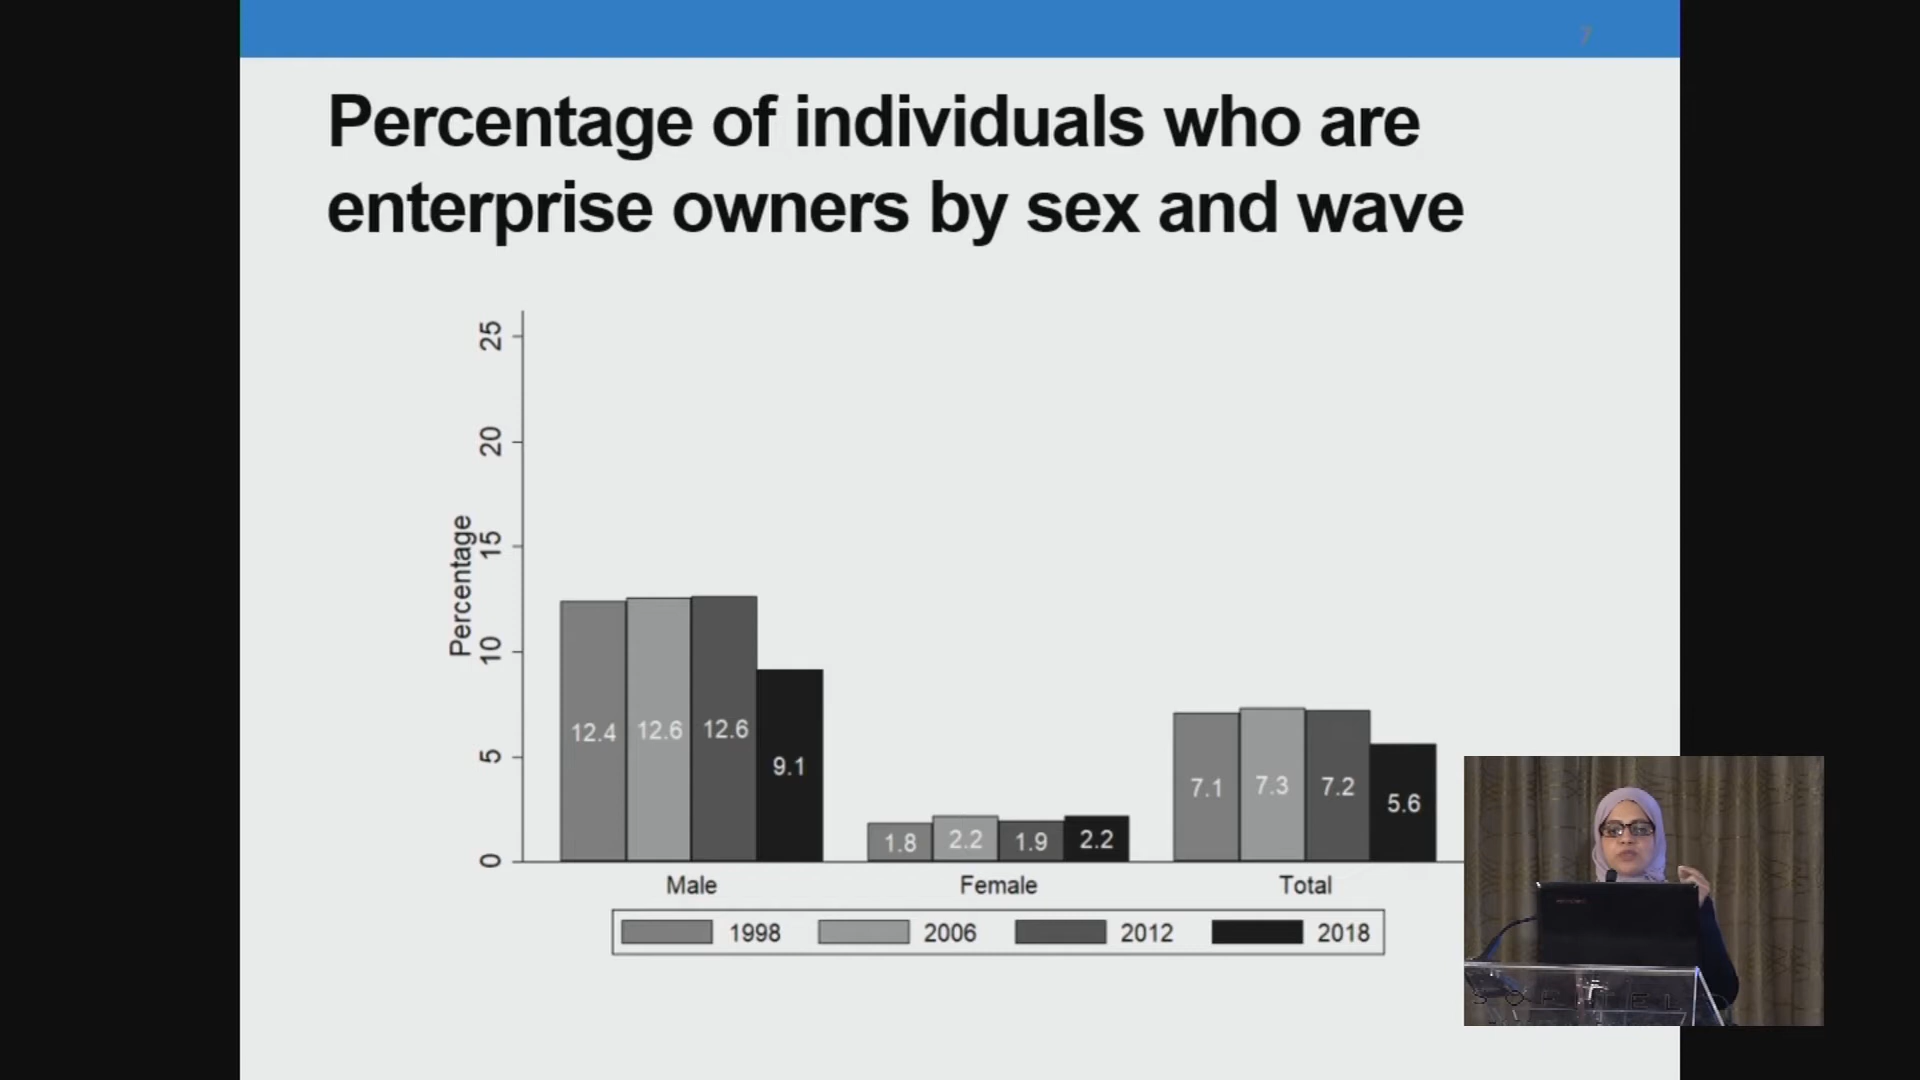 7
Percentage of individuals who are
enterprise owners by sex and wave
Percentage
25
20
15
10
5
0
12.4 12.6 12.6 9.1
1.8 2.2 1.9 2.2
7.1 7.3 7.2 5.6
Male Female Total
1998 2006 2012 2018
SOFITEL